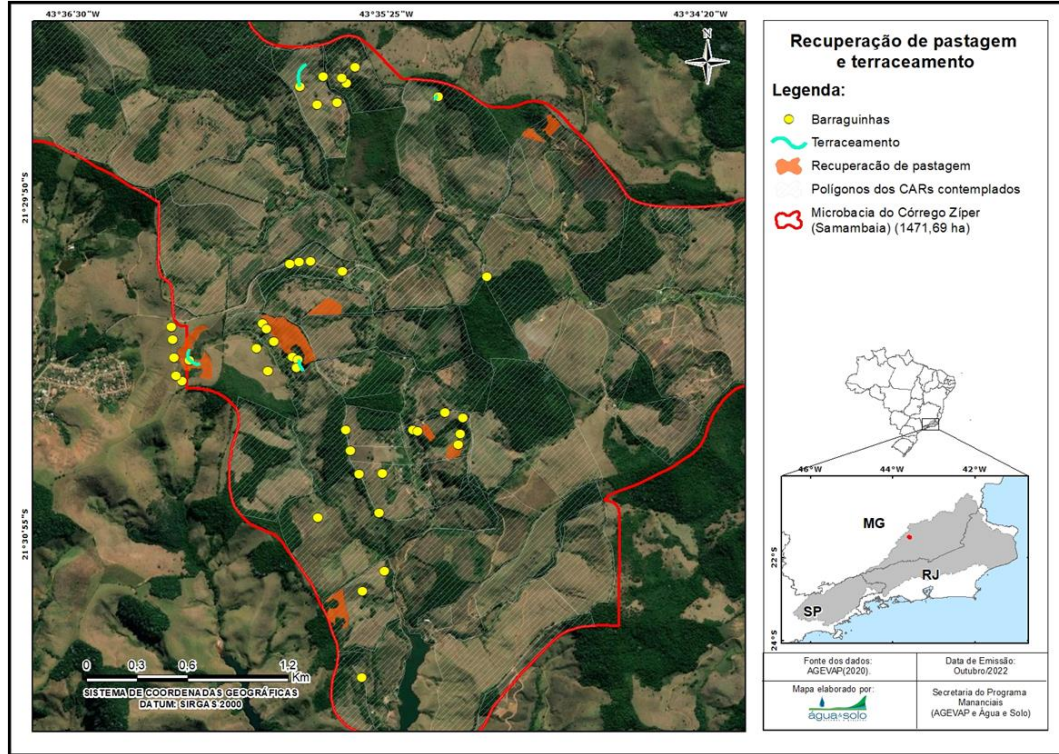 43°36'30"W
43°35'25"W
43°34'20"W
21°29'50"S
21°30'55"S
N
0 0,3 0,6 1,2
Km
SISTEMA DE COORDENADAS GEOGRÁFICAS
DATUM: SIRGAS 2000
Recuperação de pastagem
e terraceamento
Legenda:
Barraguinhas
Terraceamento
Recuperacão de pastagem
Polígonos dos CARs contemplados
Microbacia do Córrego Zíper
(Samambaia) (1471,69 ha)
46°W
44°W
42°W
MG
22°S
RJ
SP
24°S
Fonte dos dados:
AGEVAP(2020).
Data de Emissão:
Outubro/2022
Mapa elaborado por:
água&solo
Secretaria do Programa
Mananciais
(AGEVAP e Água e Solo)